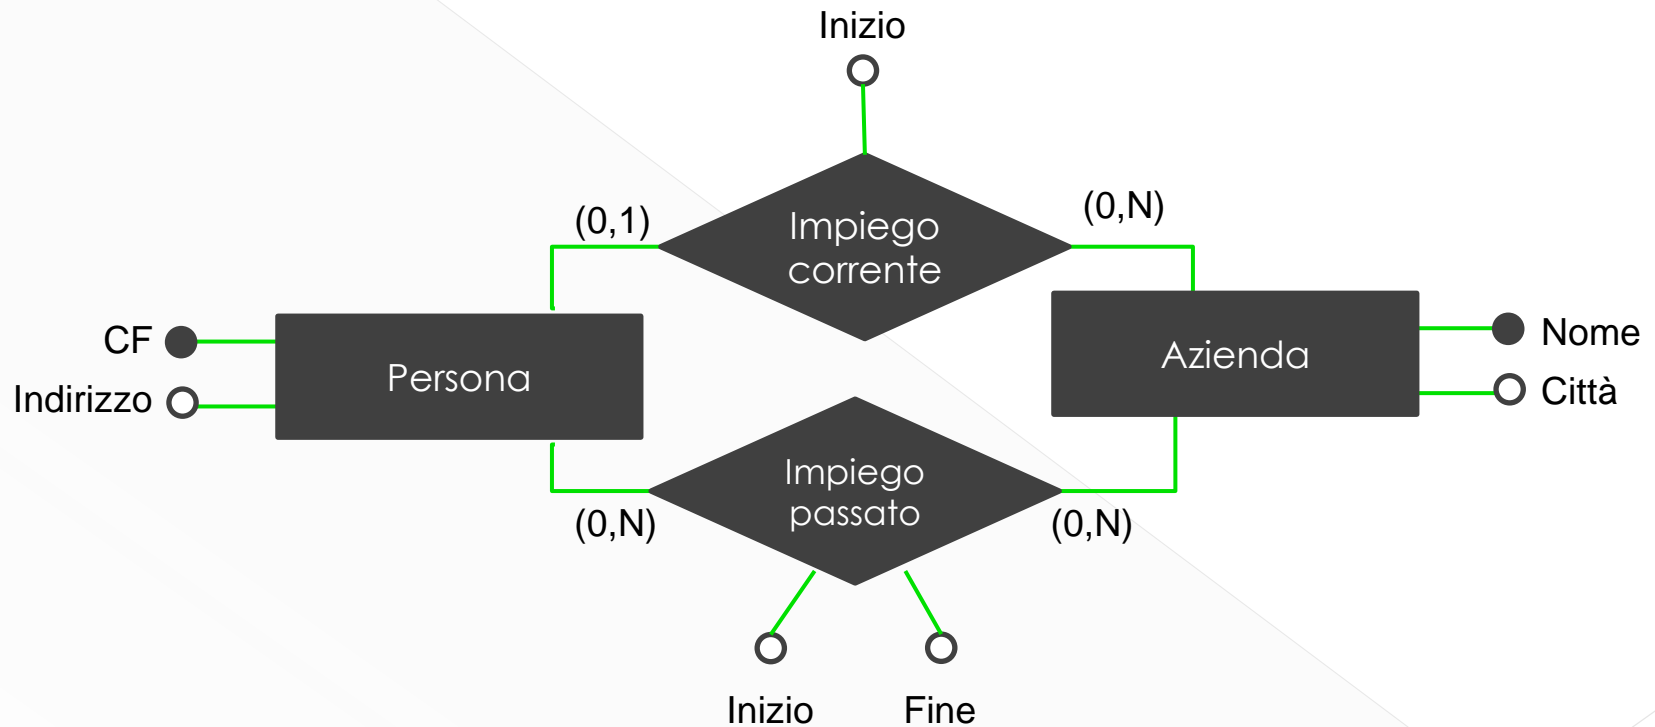 Inizio
(0,1)
Impiego
corrente
(0,N)
CF
Indirizzo
Persona
Azienda
Nome
Città
Impiego
passato
(0,N)
(0,N)
Inizio
Fine